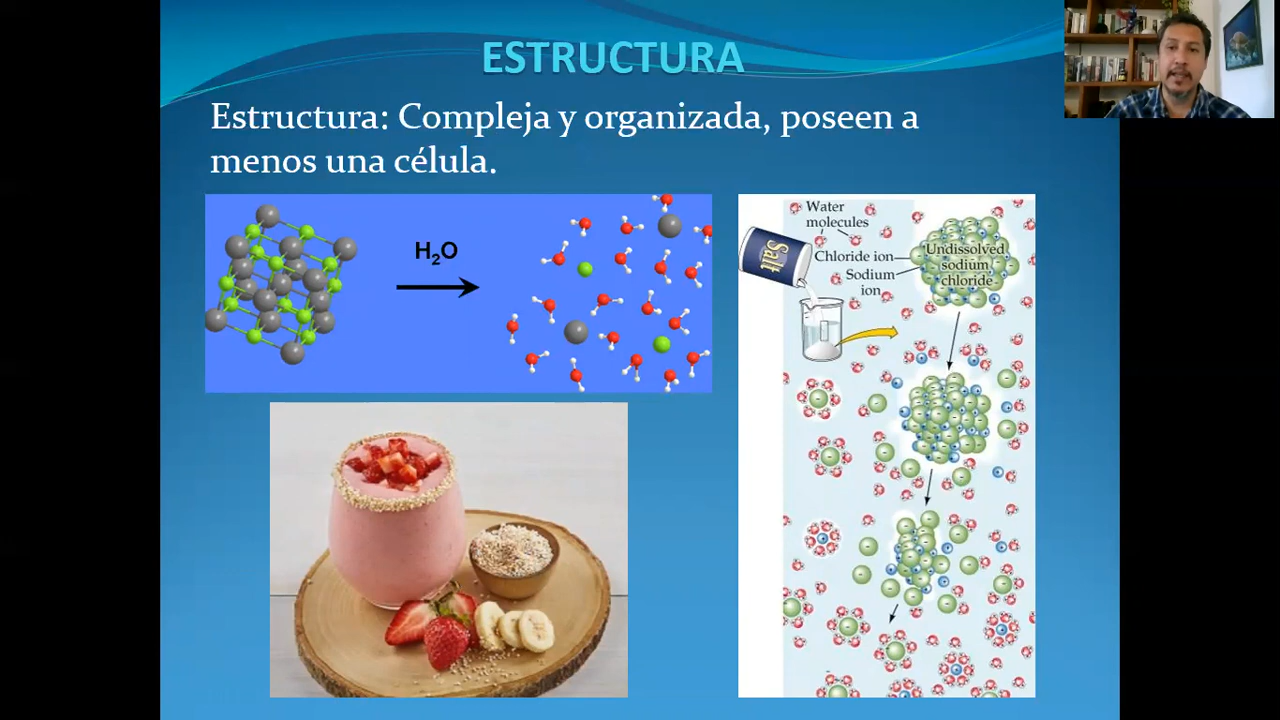 ESTRUCTURA
Estructura: Compleja y organizada, poseen a
menos una célula.
H₂O
Water
molecules
Salt
Chloride ion
Sodium
ion
Undissolved
sodium
chloride